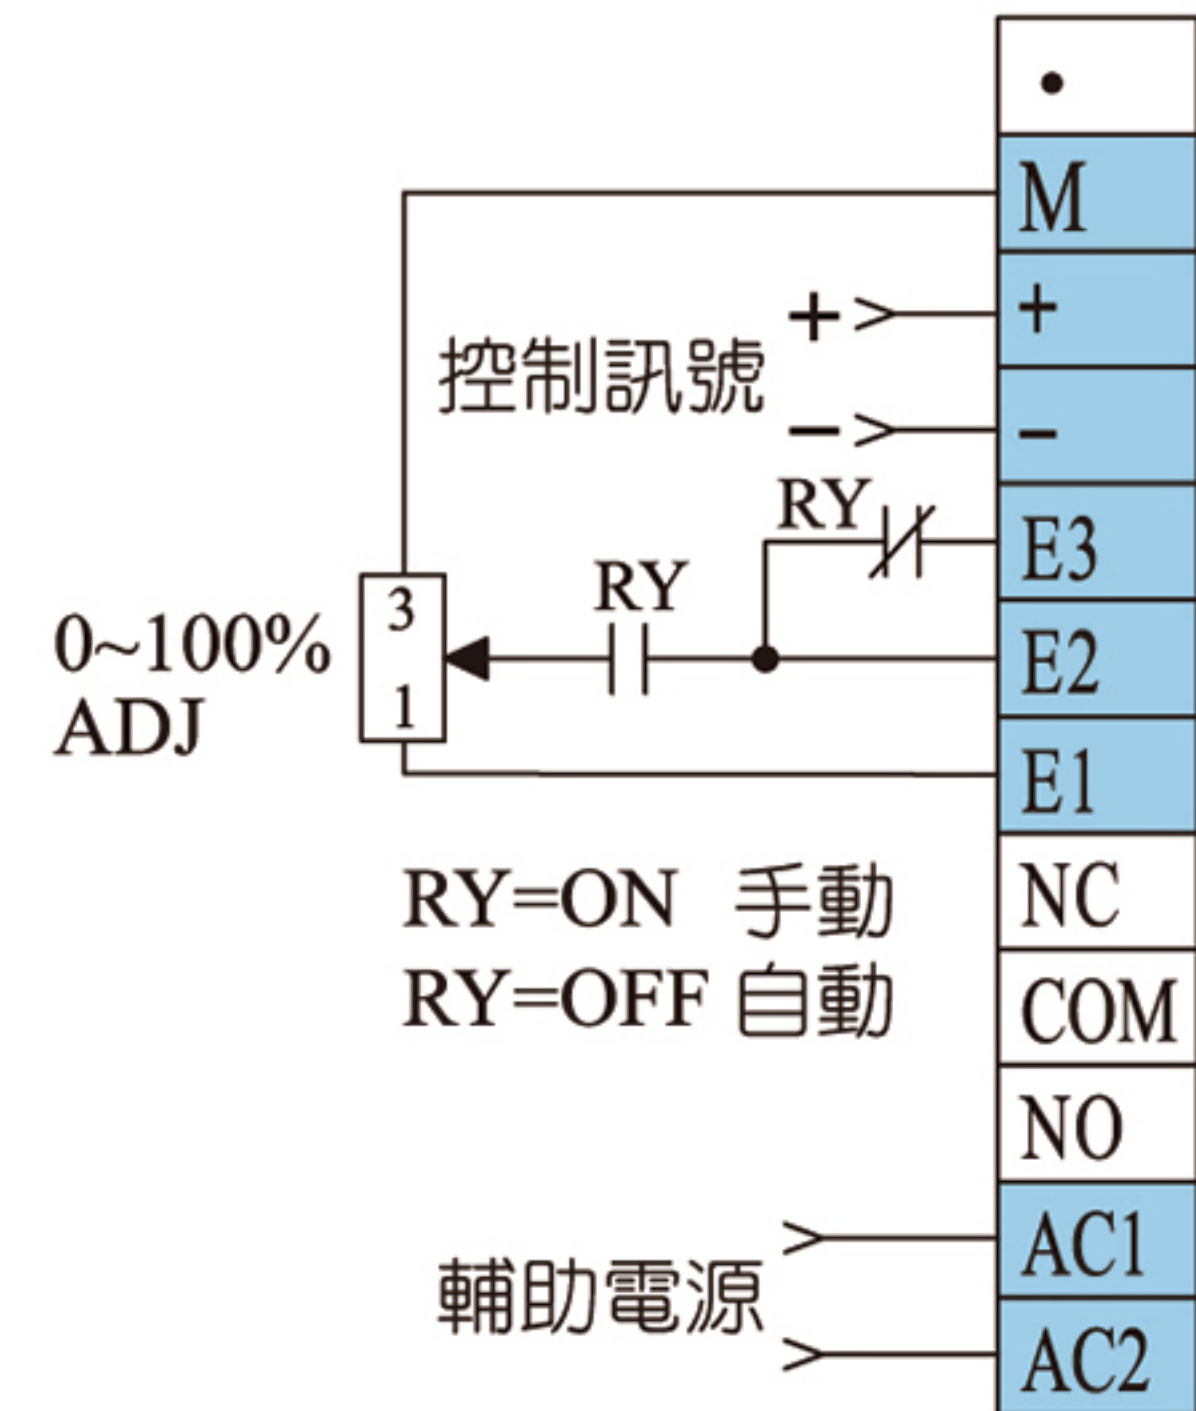 M
+ +
控制訊號
- -
RY E3
RY
3
0~100% E2
1
ADJ
E1
RY=ON 手動 NC
RY=OFF 自動 COM
NO
AC1
輔助電源
AC2